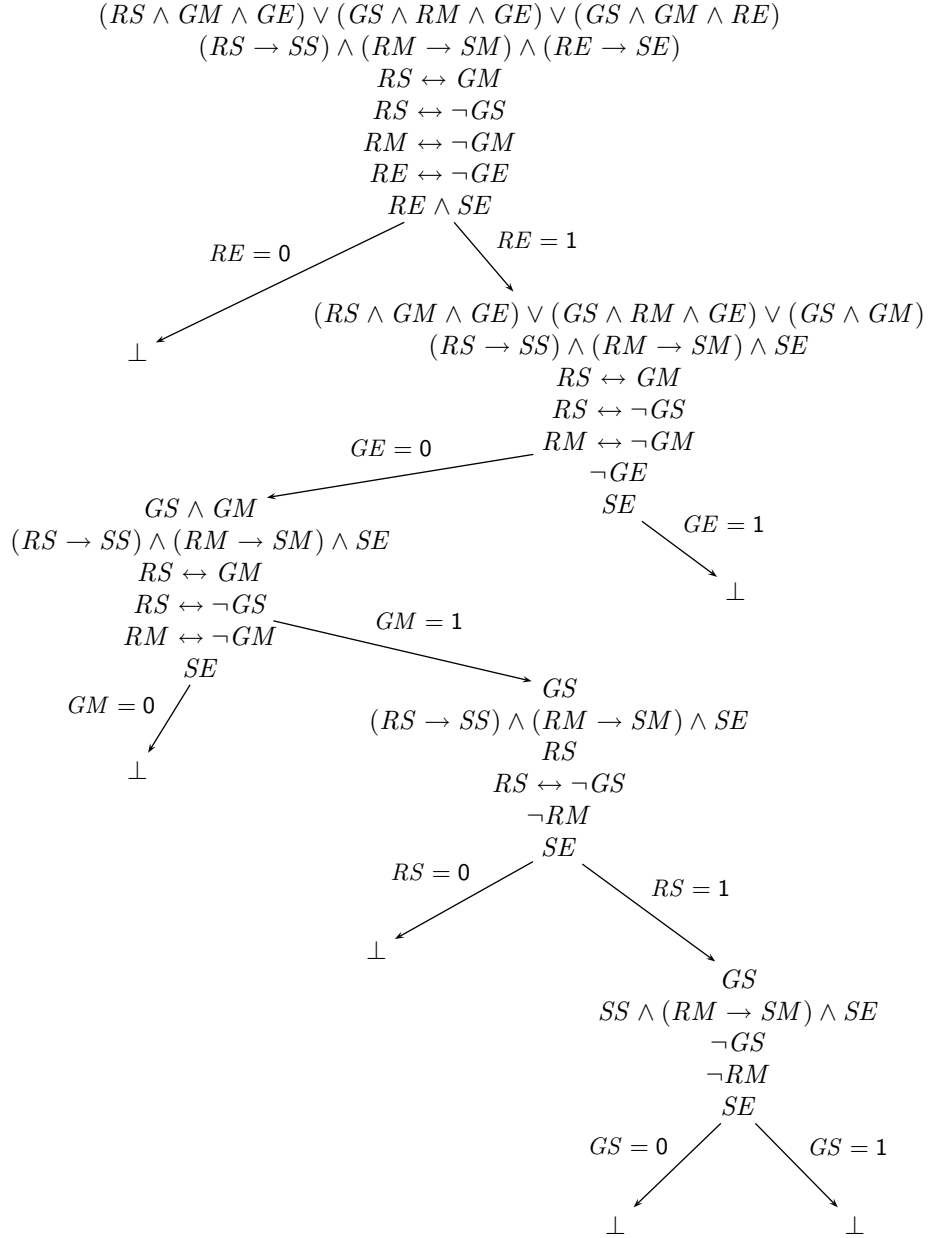 (RS ∧ GM ∧ GE) ∨ (GS ∧ RM ∧ GE) ∨ (GS ∧ GM ∧ RE)
(RS → SS) ∧ (RM → SM) ∧ (RE → SE)
RS ↔ GM
RS ↔ ¬GS
RM ↔ ¬GM
RE ↔ ¬GE
RE ∧ SE
RE = 0
RE = 1
⊥
(RS ∧ GM ∧ GE) ∨ (GS ∧ RM ∧ GE) ∨ (GS ∧ GM)
(RS → SS) ∧ (RM → SM) ∧ SE
RS ↔ GM
RS ↔ ¬GS
RM ↔ ¬GM
¬GE
SE
GE = 0
GE = 1
⊥
GS ∧ GM
(RS → SS) ∧ (RM → SM) ∧ SE
RS ↔ GM
RS ↔ ¬GS
RM ↔ ¬GM
SE
GM = 0
GM = 1
⊥
GS
(RS → SS) ∧ (RM → SM) ∧ SE
RS
RS ↔ ¬GS
¬RM
SE
RS = 0
RS = 1
⊥
GS
SS ∧ (RM → SM) ∧ SE
¬GS
¬RM
SE
GS = 0
GS = 1
⊥
⊥